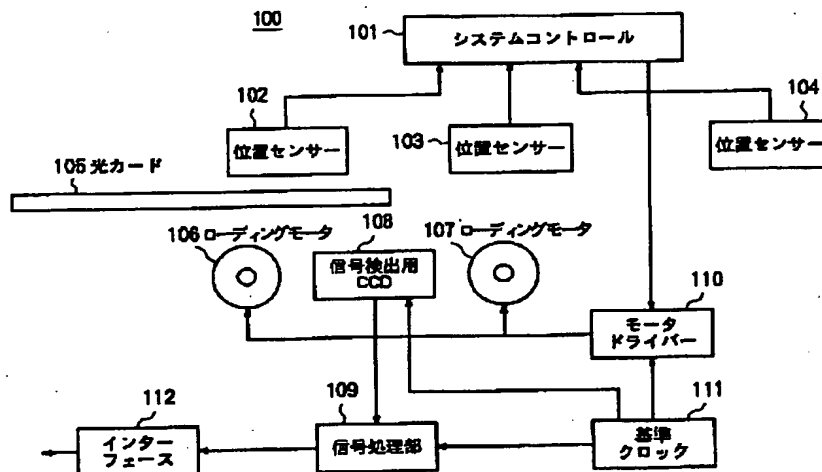 100
101
システムコントロール
102
位置センサー
103
位置センサー
104
位置センサー
105 光カード
106 ローディングモータ
107 ローディングモータ
108
信号検出用
CCD
109
信号処理部
110
モータ
ドライバー
111
基準
クロック
112
インター
フェース